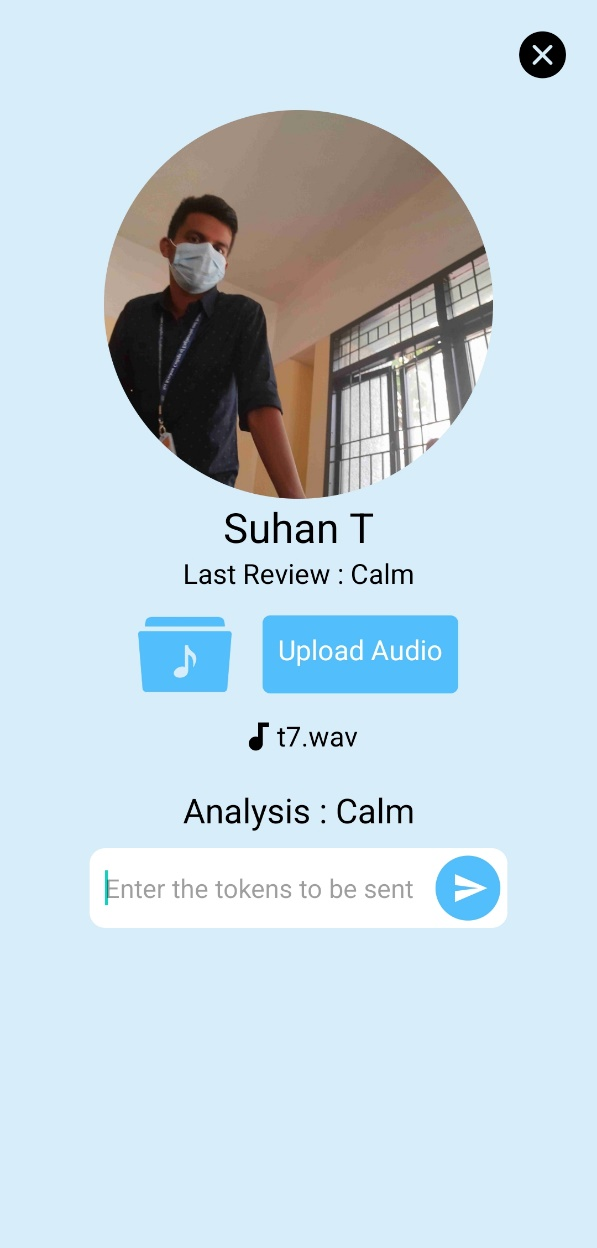 Suhan T
Last Review : Calm
Upload Audio
t7.wav
Analysis : Calm
Enter the tokens to be sent